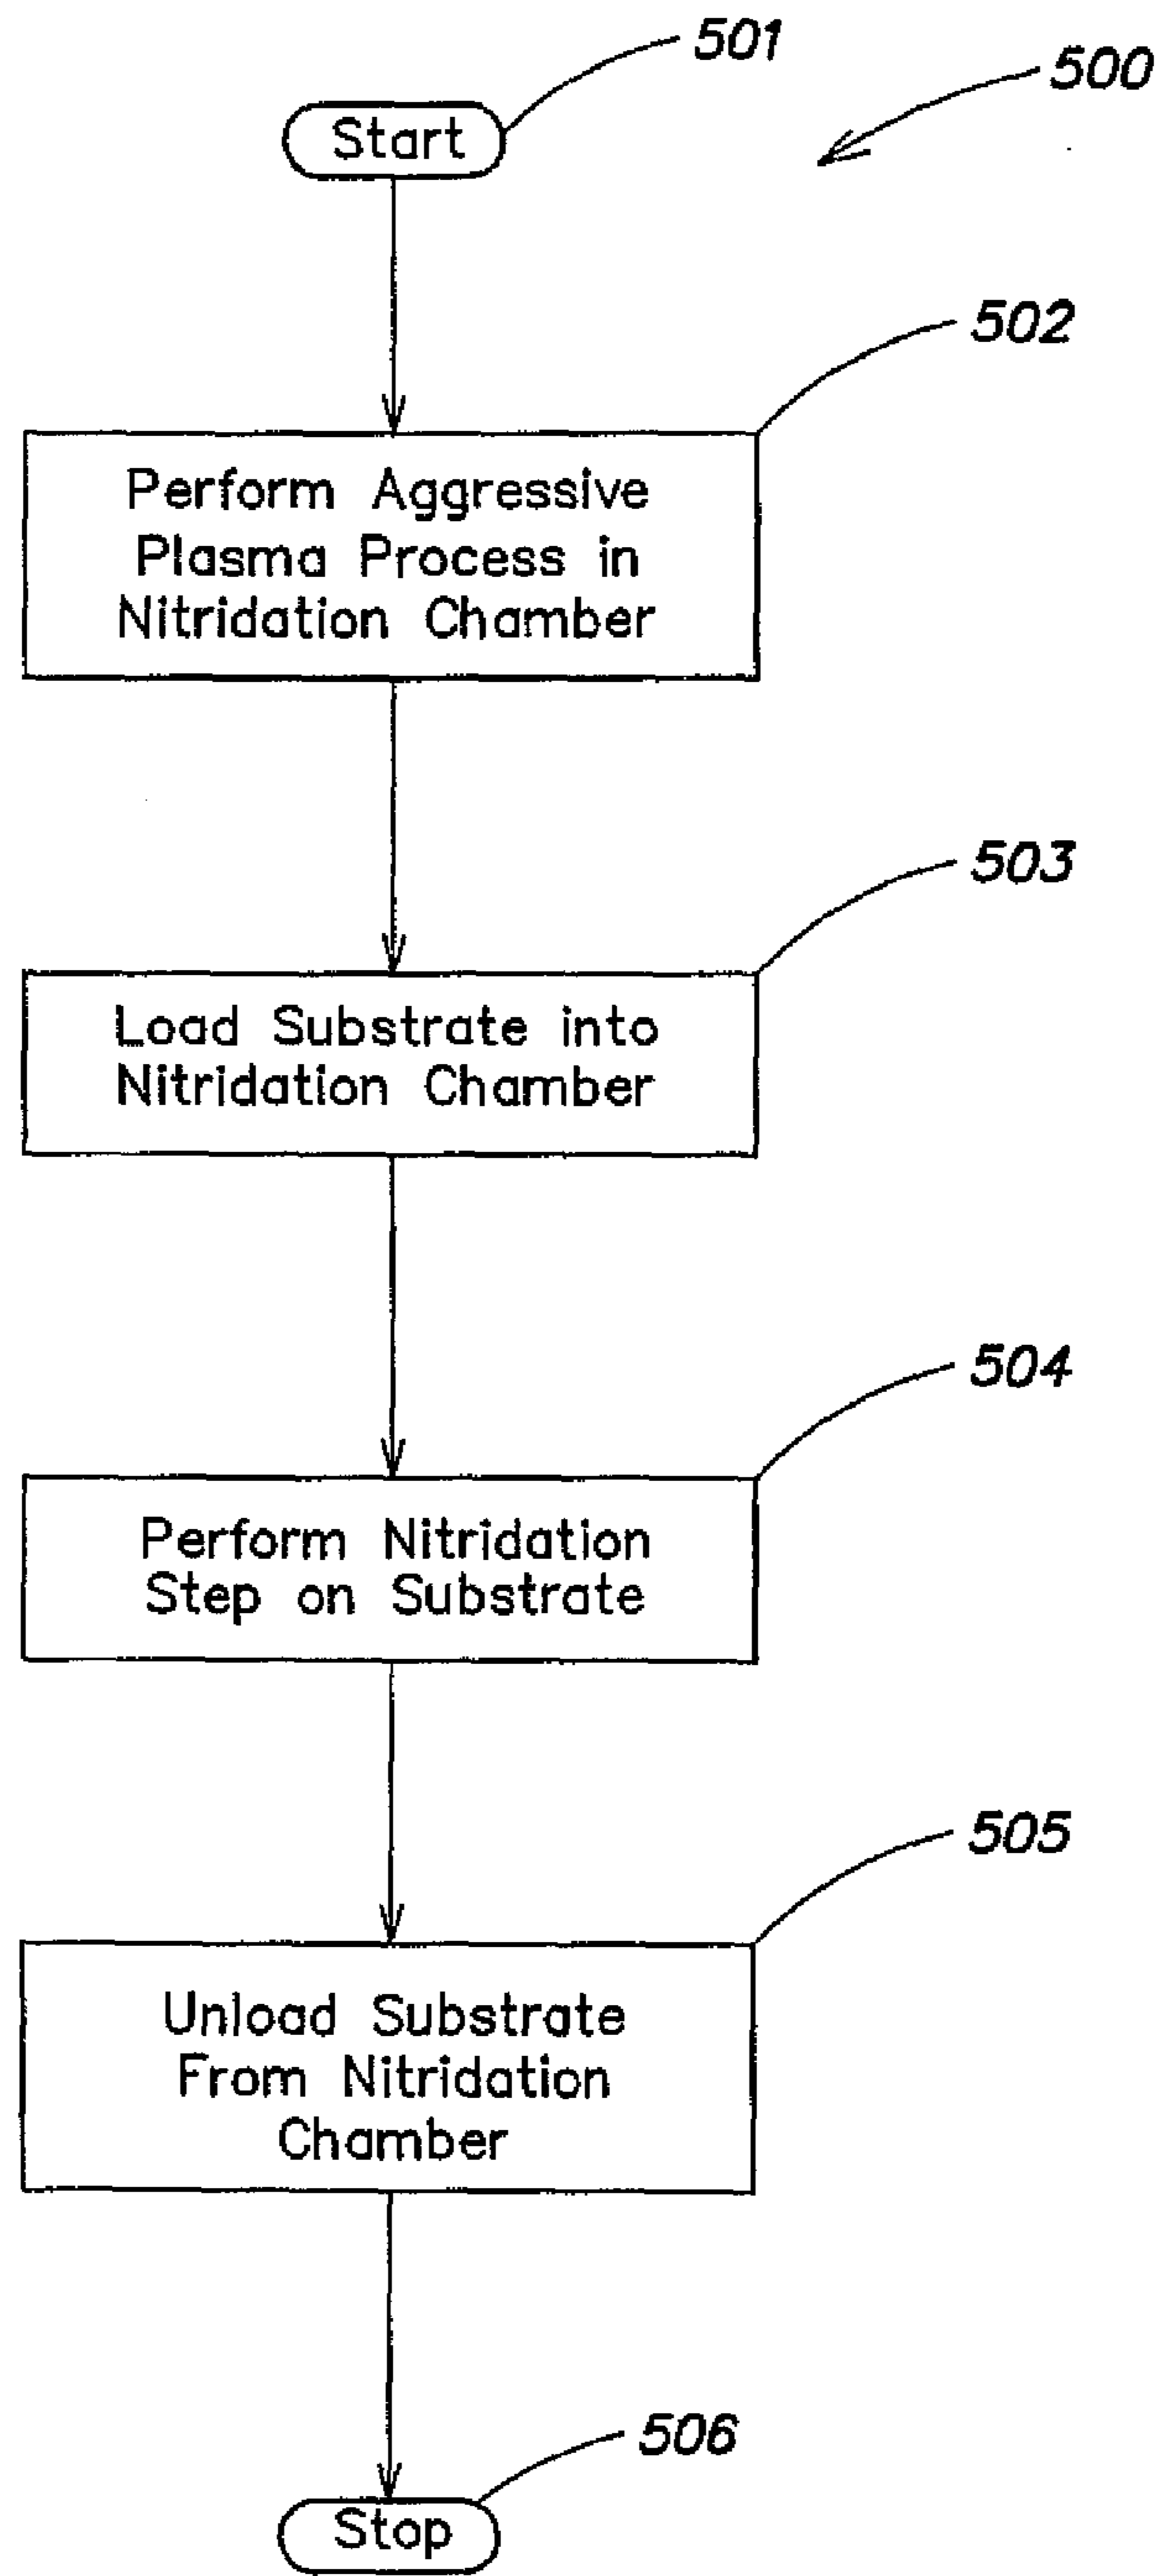 501
500
Start
502
Perform Aggressive
Plasma Process in
Nitridation Chamber
503
Load Substrate into
Nitridation Chamber
504
Perform Nitridation
Step on Substrate
505
Unload Substrate
From Nitridation
Chamber
506
Stop